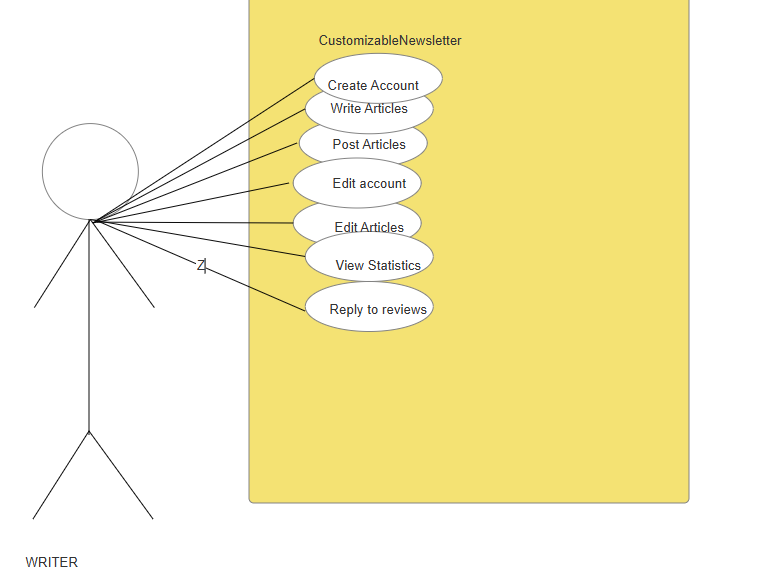 CustomizableNewsletter
Create Account
Write Articles
Post Articles
Edit account
Edit Articles
View Statistics
Z
Reply to reviews
WRITER